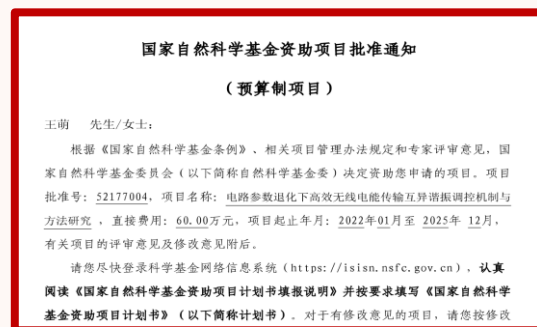 国家自然科学基金资助项目批准通知
（预算制项目）
王萌 先生/女士：
根据《国家自然科学基金条例》、相关项目管理办法规定和专家评审意见，国
家自然科学基金委员会（以下简称自然科学基金委）决定资助您申请的项目。项目
批准号：52177004，项目名称：电路参数退化下高效无线电能传输互异谐振调控机制与
方法研究，直接费用：60.00万元，项目起止年月：2022年01月至 2025年 12月，
有关项目的评审意见及修改意见附后。
请您尽快登录科学基金网络信息系统（https://isisn.nsfc.gov.cn），认真
阅读《国家自然科学基金资助项目计划书填报说明》并按要求填写《国家自然科学
基金资助项目计划书》（以下简称计划书）。对于有修改意见的项目，请您按修改